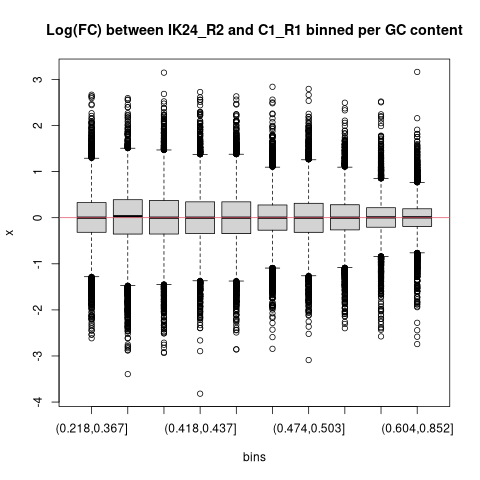 Log(FC) between IK24_R2 and C1_R1 binned per GC content
3
2
1
0
-1
-2
-3
-4
x
(0.218,0.367] (0.418,0.437] (0.474,0.503] (0.604,0.852]
bins